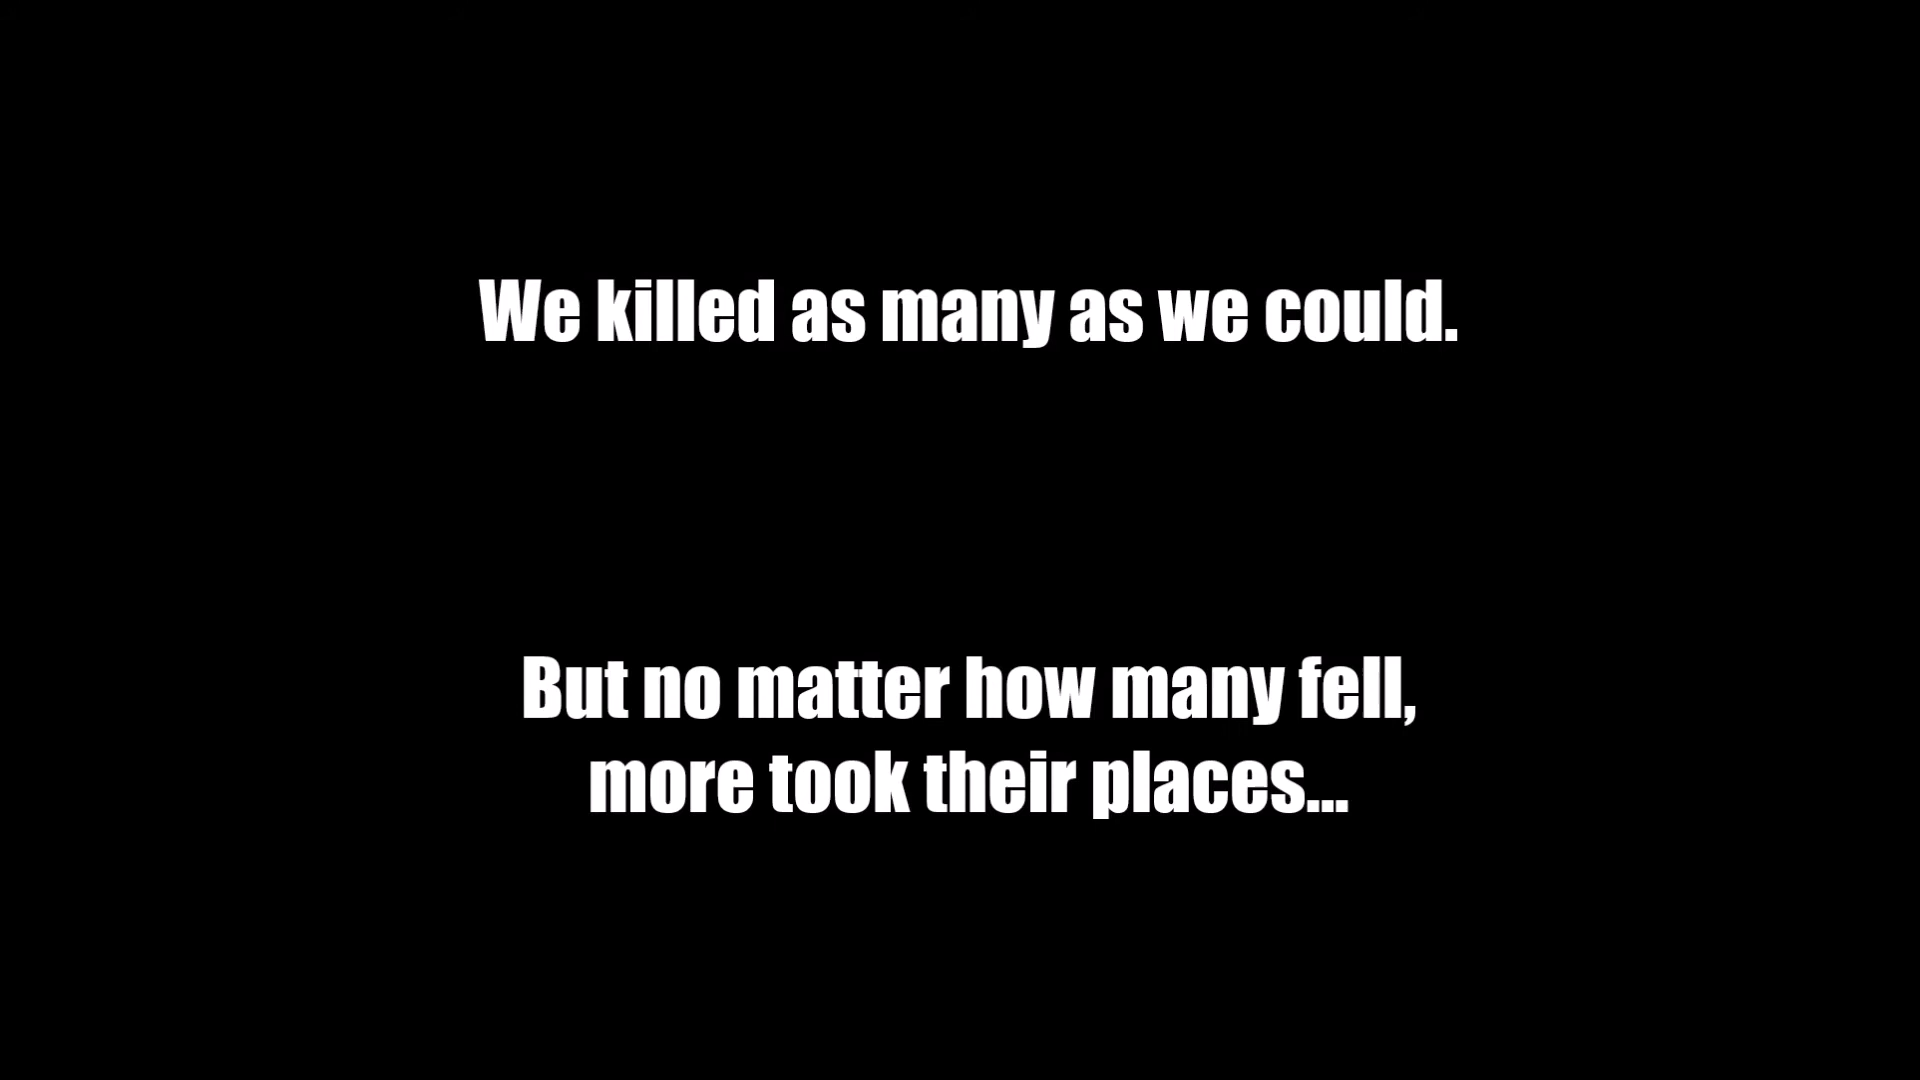 We killed as many as we could.
But no matter how many fell,
more took their places...